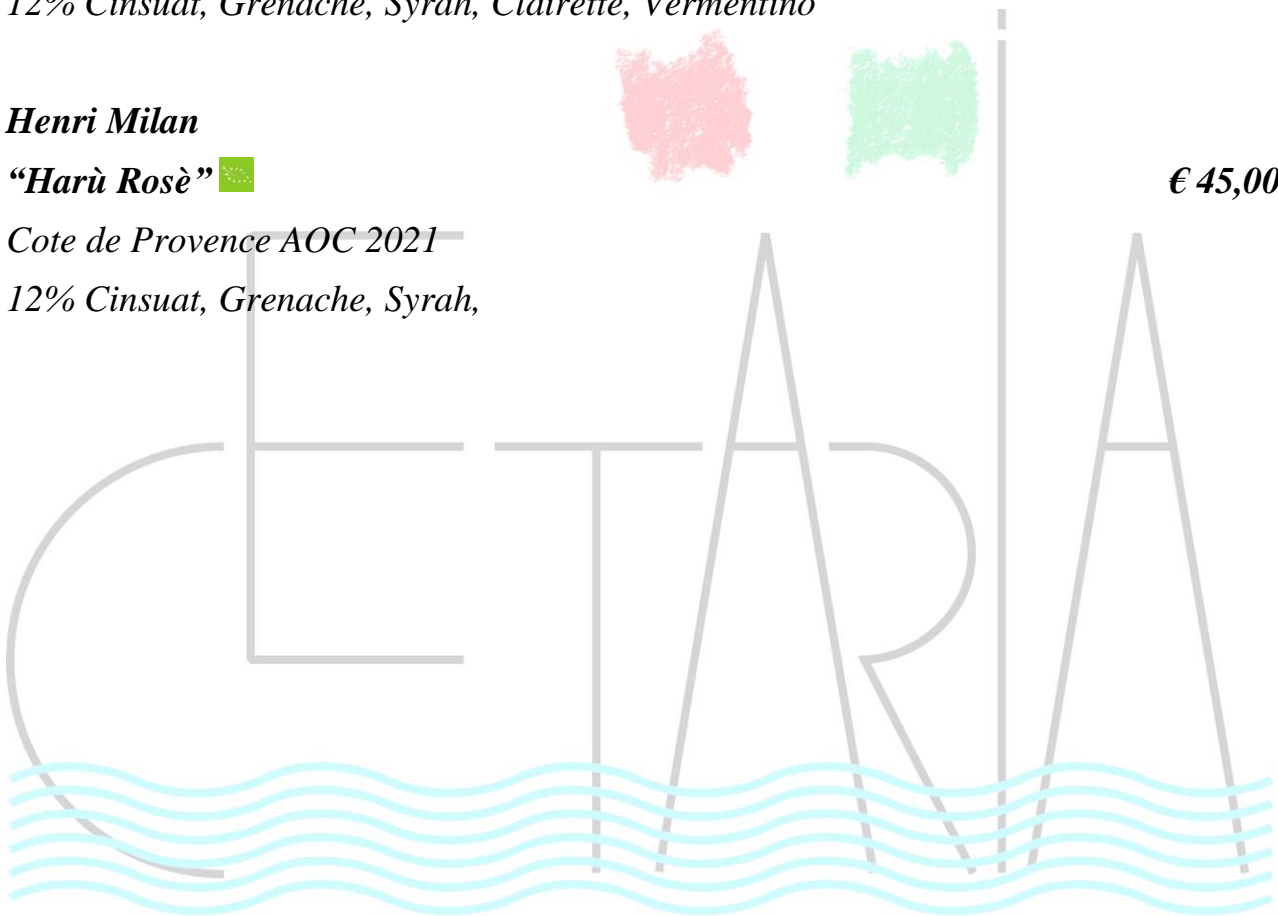 12% Cinsuat, Grenache, Syrah, Clairette, Vermentino
Henri Milan
“Harù Rosè” € 45,00
Cote de Provence AOC 2021
12% Cinsuat, Grenache, Syrah,
CETARIA